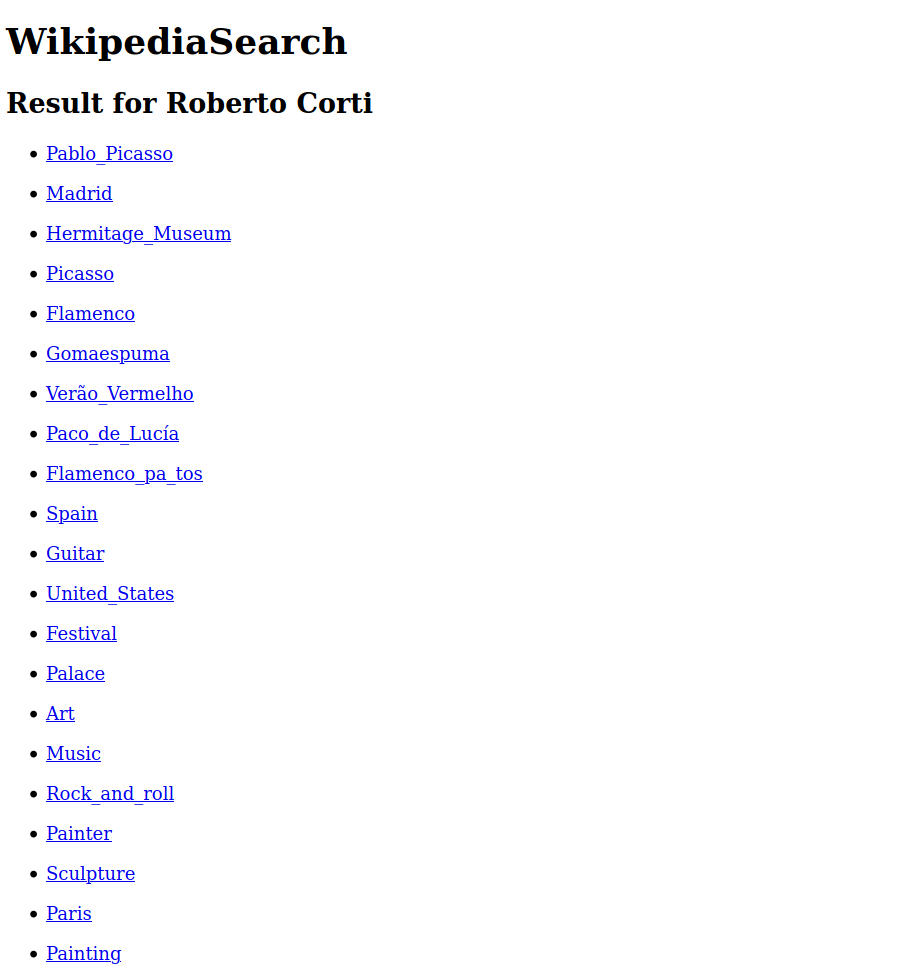 WikipediaSearch
Result for Roberto Corti
Pablo_Picasso
Madrid
Hermitage_Museum
Picasso
Flamenco
Gomaespuma
Verão_Vermelho
Paco_de_Lucía
Flamenco_pa_tos
Spain
Guitar
United_States
Festival
Palace
Art
Music
Rock_and_roll
Painter
Sculpture
Paris
Painting